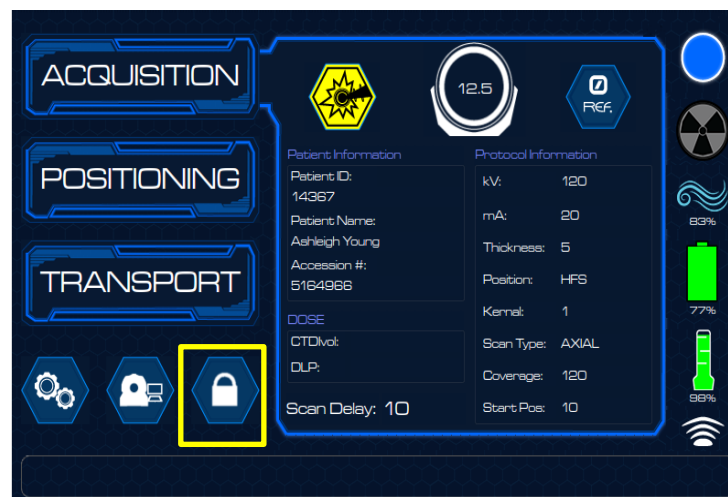 ACQUISITION
POSITIONING
TRANSPORT
12.5
0
REF.
Patient Information
Patient ID:
14367
Patient Name:
Ashleigh Young
Accession #:
5164966
DOSE
CTDIvol:
DLP:
Scan Delay: 10
Protocol Information
kV: 120
mA: 20
Thickness: 5
Position: HFS
Kernal: 1
Scan Type: AXIAL
Coverage: 120
Start Pos: 10
83%
77%
98%